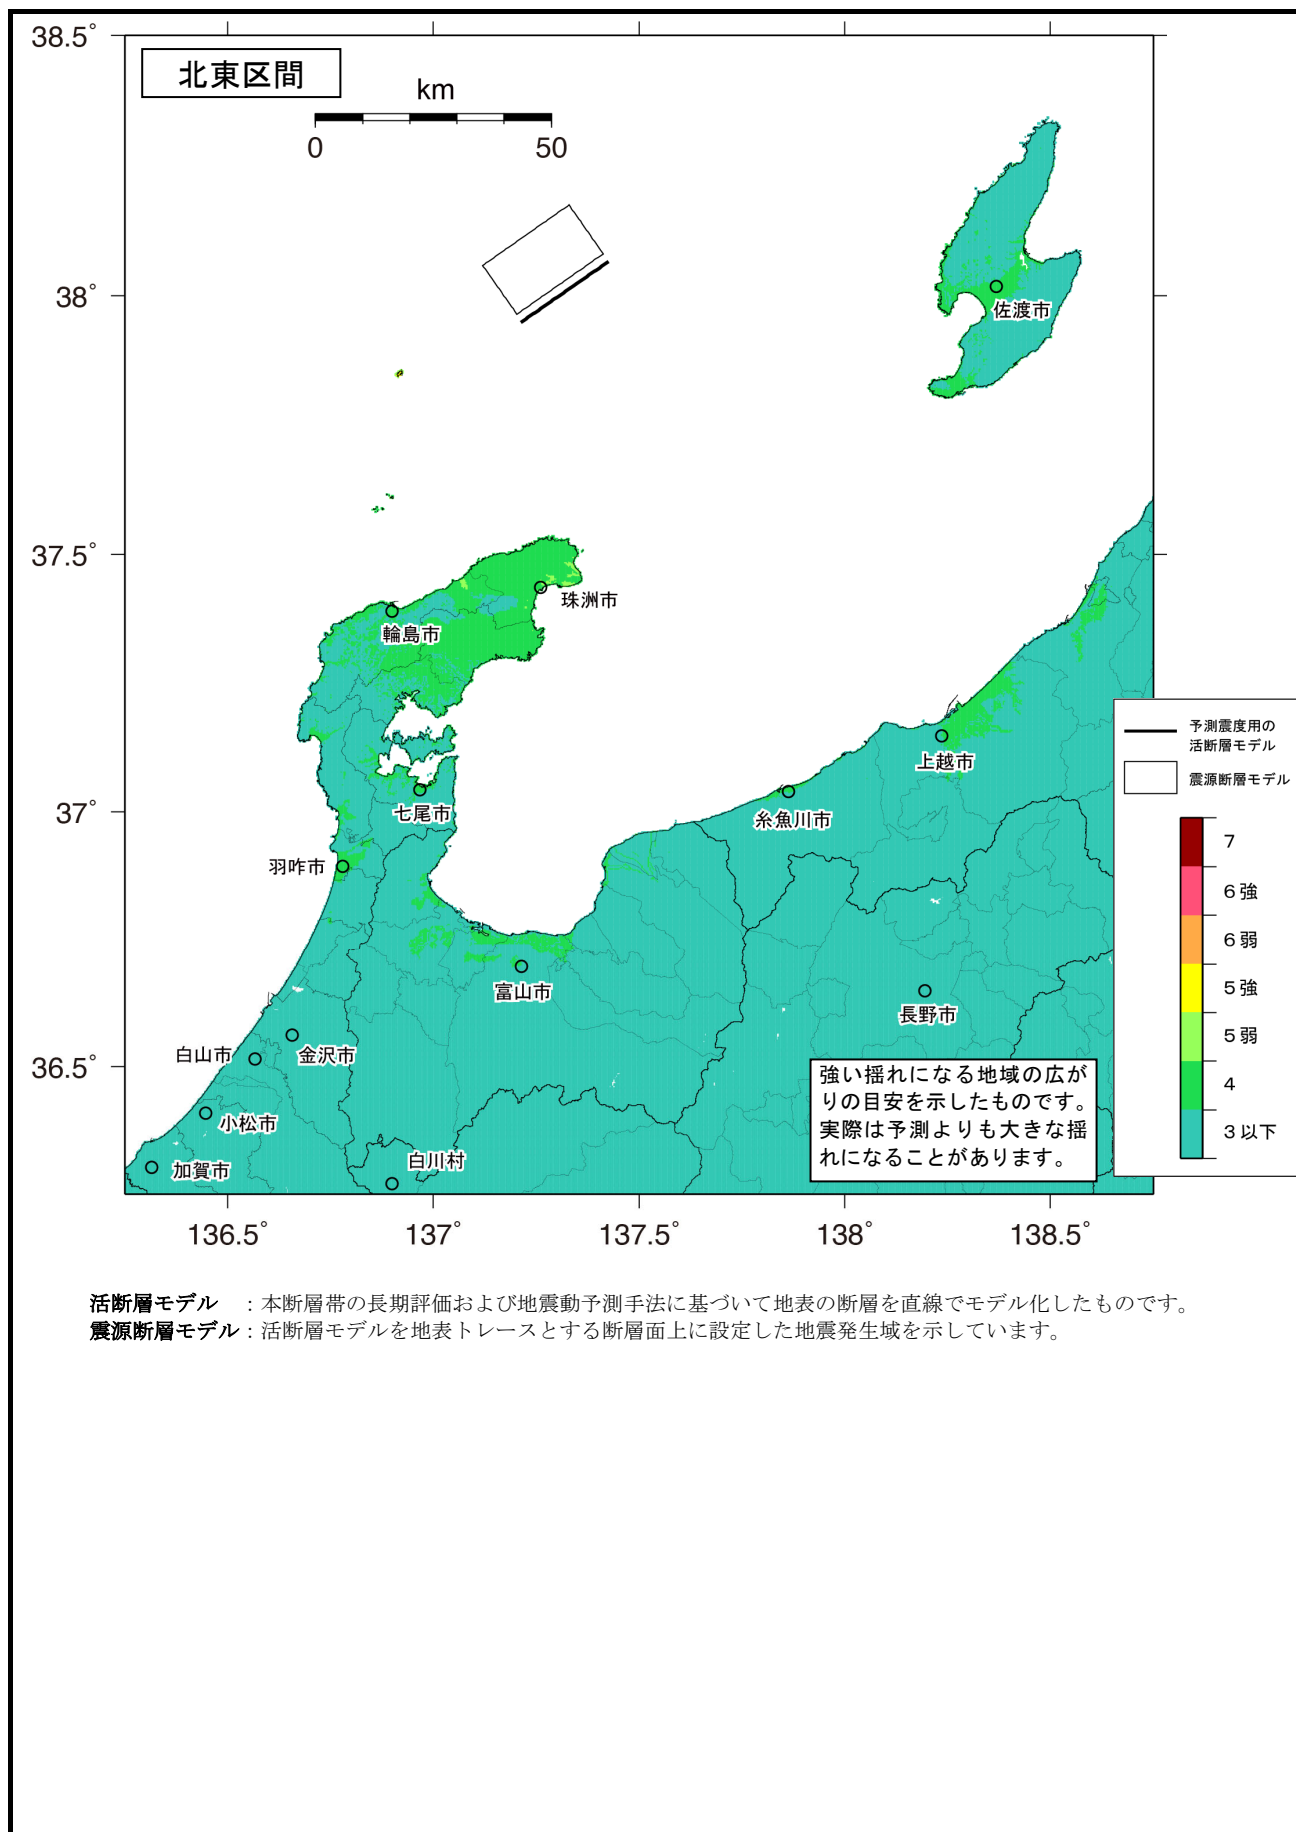 北東区間
km
0 50
38.5°
38°
37.5°
37°
36.5°
佐渡市
珠洲市
輪島市
上越市
七尾市
糸魚川市
羽咋市
富山市
長野市
白山市
金沢市
小松市
加賀市
白川村
予測震度用の
活断層モデル
震源断層モデル
7
6強
6弱
5強
5弱
4
3以下
強い揺れになる地域の広が
りの目安を示したものです。
実際は予測よりも大きな揺
れになることがあります。
136.5° 137° 137.5° 138° 138.5°
活断層モデル :本断層帯の長期評価および地震動予測手法に基づいて地表の断層を直線でモデル化したものです。
震源断層モデル:活断層モデルを地表トレースとする断層面上に設定した地震発生域を示しています。